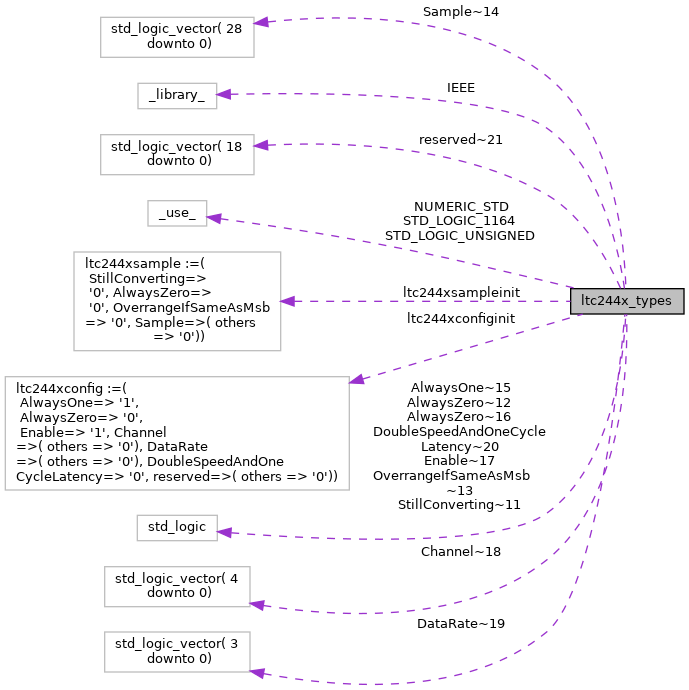 Sample~14
std_logic_vector( 28
downto 0)
IEEE
_library_
reserved~21
std_logic_vector( 18
downto 0)
NUMERIC_STD
STD_LOGIC_1164
STD_LOGIC_UNSIGNED
_use_
ltc244xsample :=(
StillConverting=>
'0', AlwaysZero=>
'0', OverrangeIfSameAsMsb
=> '0', Sample=>( others
=> '0'))
ltc244xsampleinit
ltc244x_types
ltc244xconfiginit
ltc244xconfig :=(
AlwaysOne=> '1',
AlwaysZero=> '0',
Enable=> '1', Channel
=>( others => '0'), DataRate
=>( others => '0'), DoubleSpeedAndOne
CycleLatency=> '0', reserved=>( others => '0'))
AlwaysOne~15
AlwaysZero~12
AlwaysZero~16
DoubleSpeedAndOneCycle
Latency~20
Enable~17
OverrangeIfSameAsMsb
~13
StillConverting~11
std_logic
Channel~18
std_logic_vector( 4
downto 0)
DataRate~19
std_logic_vector( 3
downto 0)